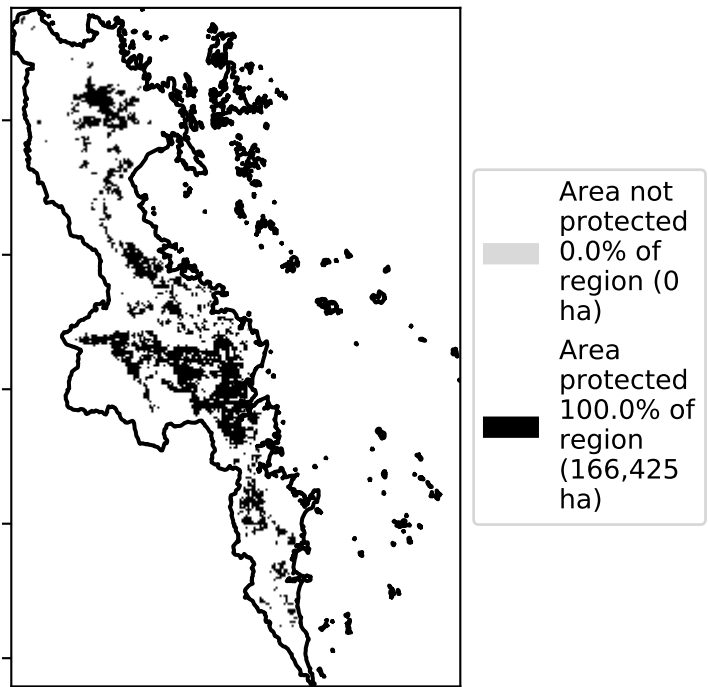 Area not
protected
0.0% of
region (0
ha)
Area
protected
100.0% of
region
(166,425
ha)